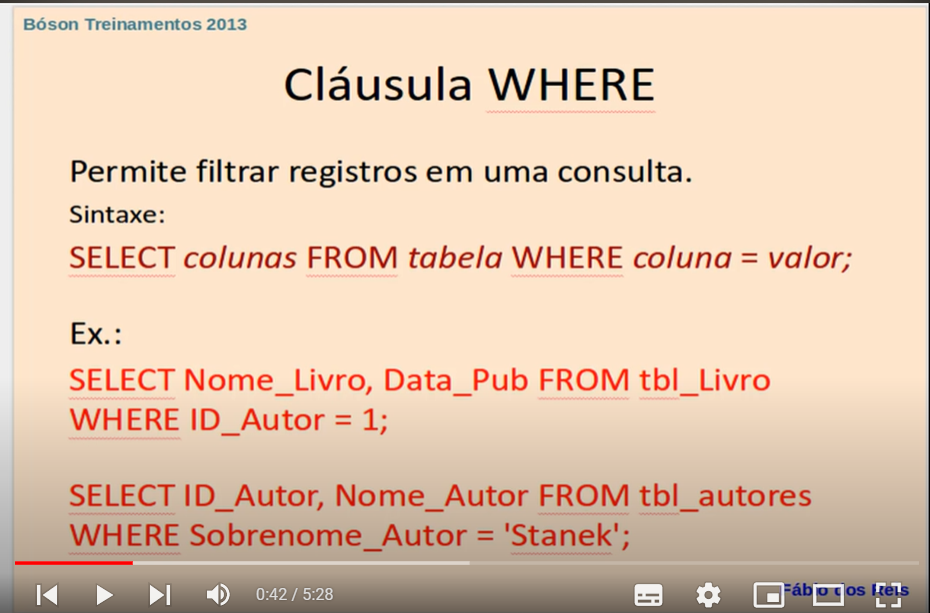 Bóson Treinamentos 2013
Cláusula WHERE
Permite filtrar registros em uma consulta.
Sintaxe:
SELECT colunas FROM tabela WHERE coluna = valor;
Ex.:
SELECT Nome_Livro, Data_Pub FROM tbl_Livro
WHERE ID_Autor = 1;
SELECT ID_Autor, Nome_Autor FROM tbl_autores
WHERE Sobrenome_Autor = 'Stanek';
0:42 / 5:28
Fábio dos Reis